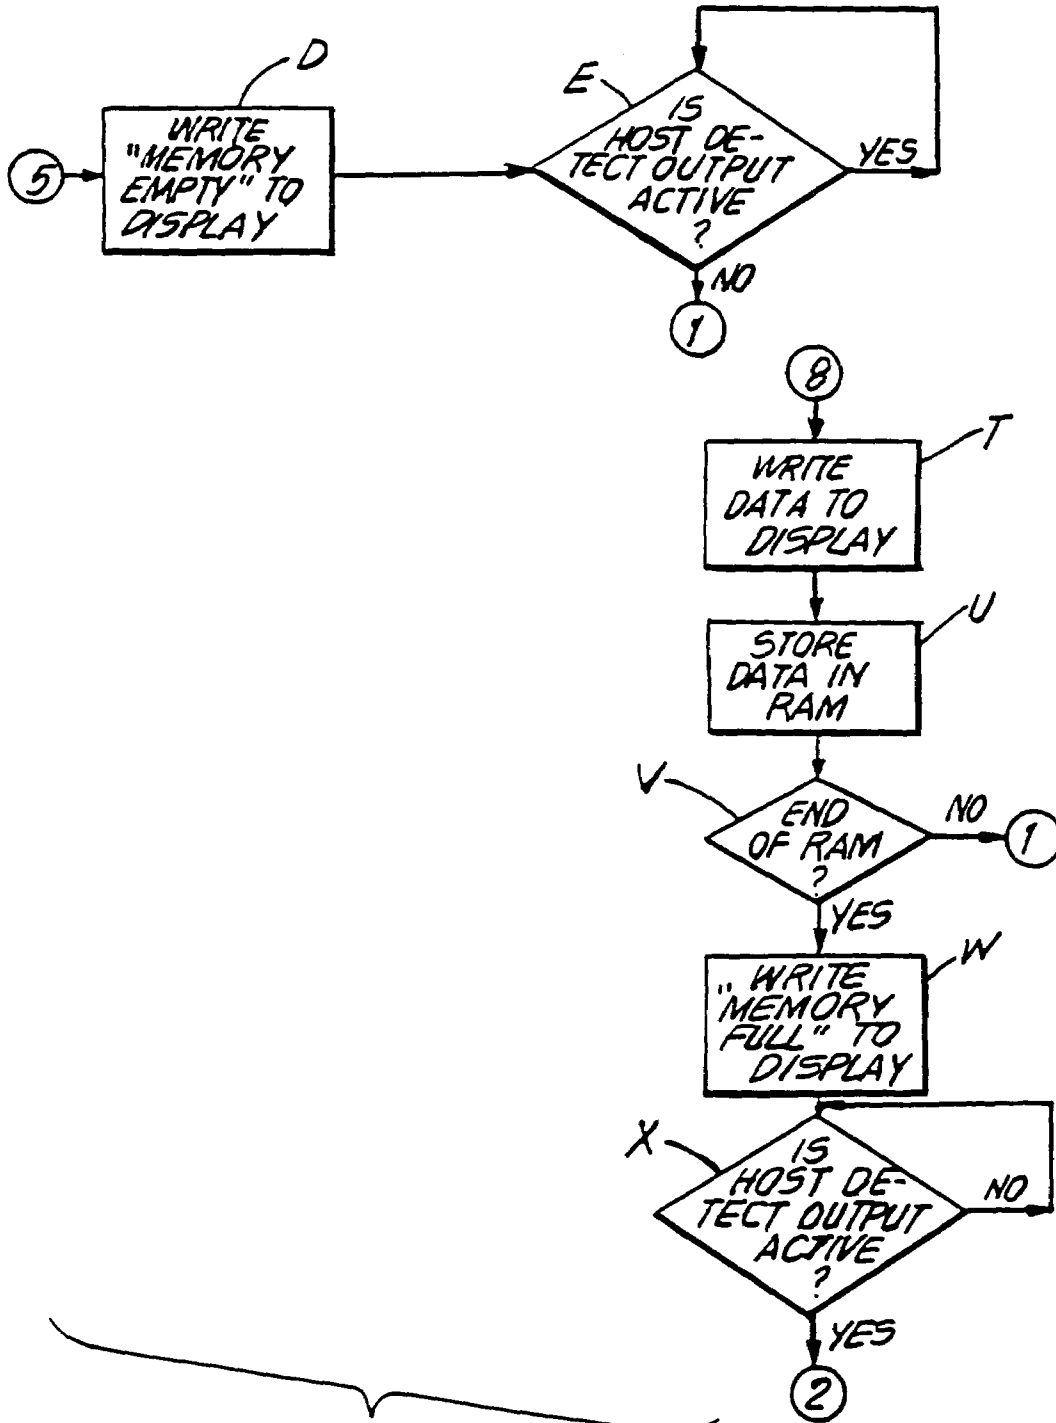 D
WRITE
"MEMORY
EMPTY" TO
DISPLAY
5
E
IS
HOST DE-
TECT OUTPUT
ACTIVE
?
YES
NO
1
8
T
WRITE
DATA TO
DISPLAY
U
STORE
DATA IN
RAM
V
END
OF RAM
?
NO
1
YES
W
WRITE
"MEMORY
FULL" TO
DISPLAY
X
IS
HOST DE-
TECT OUTPUT
ACTIVE
?
NO
YES
2